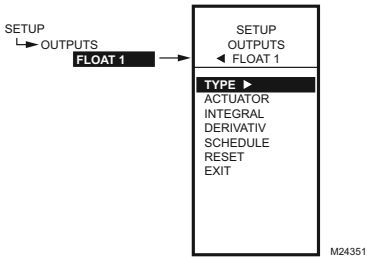 SETUP
OUTPUTS
FLOAT 1
SETUP
OUTPUTS
◄ FLOAT 1
TYPE ►
ACTUATOR
INTEGRAL
DERIVATIV
SCHEDULE
RESET
EXIT
M24351